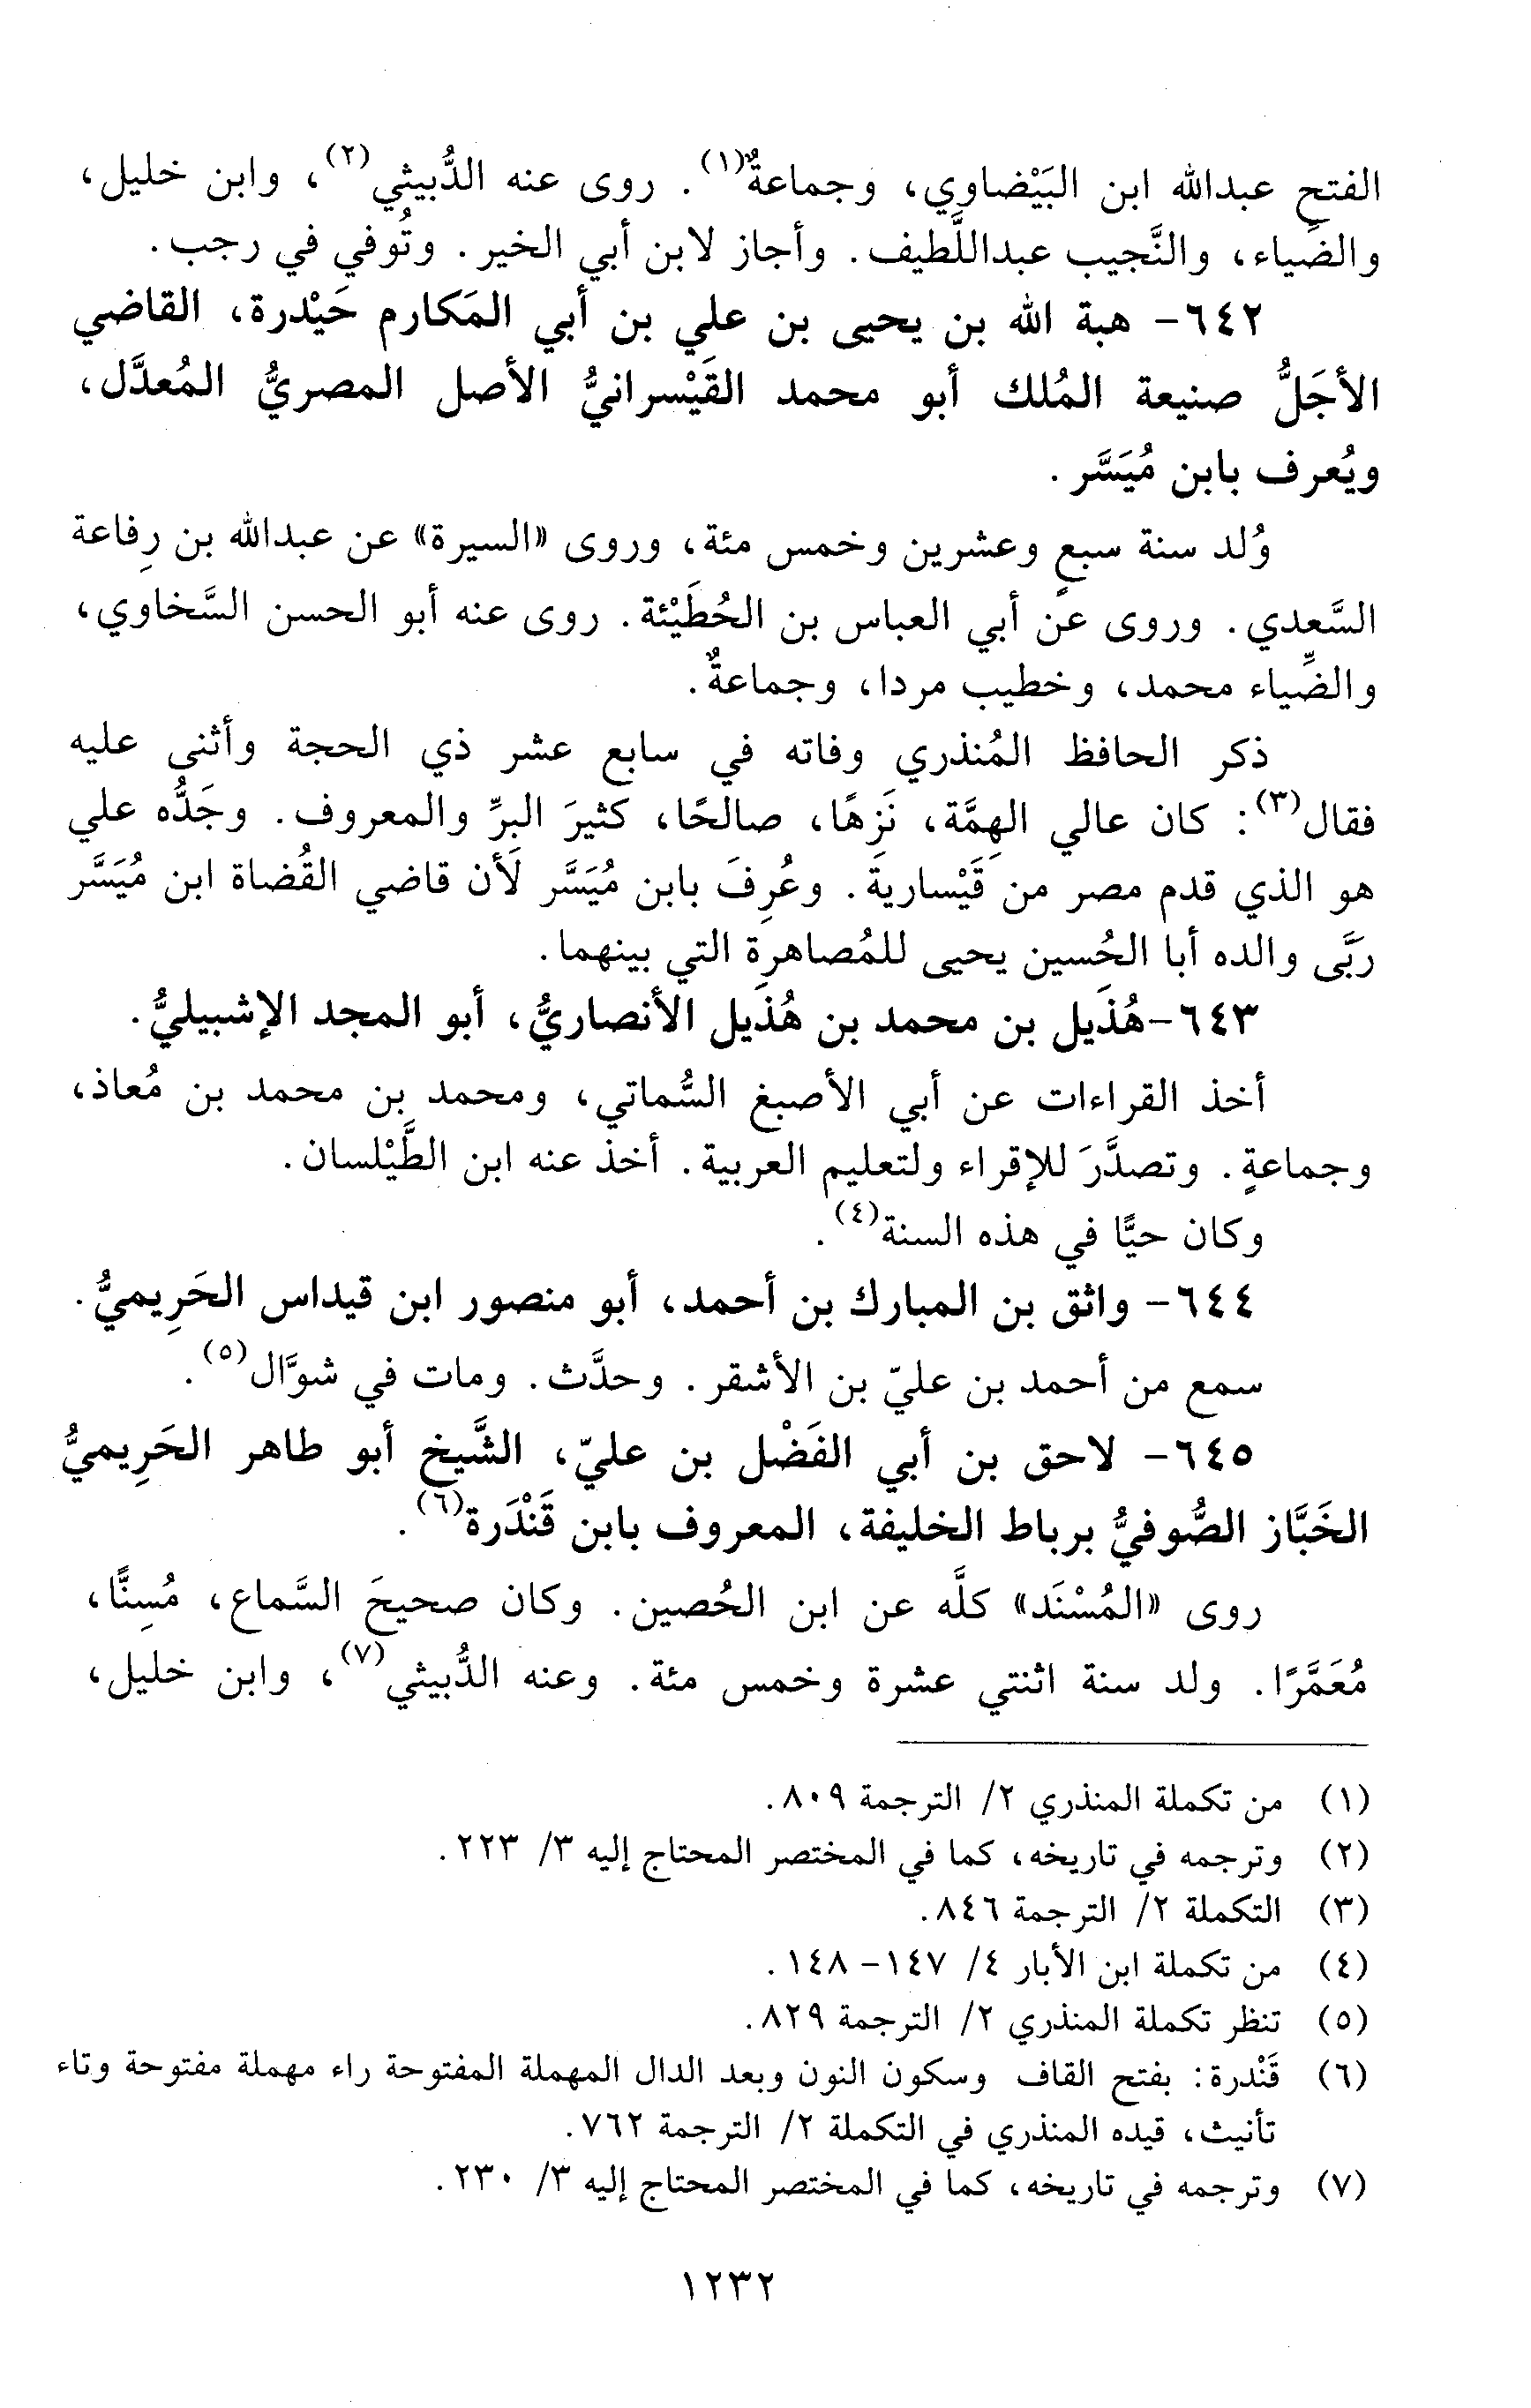 الفتح عبدالله ابن البَيْضاوي، وجماعةٌ(١). روى عنه الدُّبيثي(٢)، وابن خليل،
والضِّياء، والنَّجيب عبداللَّطيف. وأجاز لابن أبي الخير. وتُوفي في رجب.
٦٤٢- هبة الله بن يحيى بن علي بن أبي المَكارم حَيْدرة، القاضي
الأجَلُّ صنيعة المُلك أبو محمد القَيْسرانيُّ الأصل المصريُّ المُعدَّل،
ويُعرف بابن مُيَسَّر.
وُلد سنة سبعٍ وعشرين وخمس مئة، وروى «السيرة» عن عبدالله بن رِفاعة
السَّعدي. وروى عن أبي العباس بن الحُطَيْئة. روى عنه أبو الحسن السَّخاوي،
والضِّياء محمد، وخطيب مردا، وجماعةٌ.
ذكر الحافظ المُنذري وفاته في سابع عشر ذي الحجة وأثنى عليه
فقال(٣): كان عالي الهِمَّة، نَزِهًا، صالحًا، كثيرَ البِرِّ والمعروف. وجَدُّه علي
هو الذي قدم مصر من قَيْسارية. وعُرِفَ بابن مُيَسَّر لأن قاضي القُضاة ابن مُيَسَّر
ربَّى والده أبا الحُسين يحيى للمُصاهرة التي بينهما.
٦٤٣-هُذَيل بن محمد بن هُذَيل الأنصاريُّ، أبو المجد الإشبيليُّ.
أخذ القراءات عن أبي الأصبغ السُّماتي، ومحمد بن محمد بن مُعاذ،
وجماعةٍ. وتصدَّرَ للإقراء ولتعليم العربية. أخذ عنه ابن الطَّيْلسان.
وكان حيًّا في هذه السنة(٤).
٦٤٤- واثق بن المبارك بن أحمد، أبو منصور ابن قيداس الحَرِيميُّ.
سمع من أحمد بن عليّ بن الأشقر. وحدَّث. ومات في شوَّال(٥).
٦٤٥- لاحق بن أبي الفَضْل بن عليّ، الشَّيخ أبو طاهر الحَرِيميُّ
الخَبَّاز الصُّوفيُّ برباط الخليفة، المعروف بابن قَنْدَرة(٦).
روى «المُسْنَد» كلَّه عن ابن الحُصين. وكان صحيحَ السَّماع، مُسِنًّا،
مُعَمَّرًا. ولد سنة اثنتي عشرة وخمس مئة. وعنه الدُّبيثي(٧)، وابن خليل،
(١) من تكملة المنذري ٢/ الترجمة ٨٠٩.
(٢) وترجمه في تاريخه، كما في المختصر المحتاج إليه ٣/ ٢٢٣.
(٣) التكملة ٢/ الترجمة ٨٤٦.
(٤) من تكملة ابن الأبار ٤/ ١٤٧- ١٤٨.
(٥) تنظر تكملة المنذري ٢/ الترجمة ٨٢٩.
(٦) قَنْدرة: بفتح القاف وسكون النون وبعد الدال المهملة المفتوحة راء مهملة مفتوحة وتاء
تأنيث، قيده المنذري في التكملة ٢/ الترجمة ٧٦٢.
(٧) وترجمه في تاريخه، كما في المختصر المحتاج إليه ٣/ ٢٣٠.
١٢٣٢